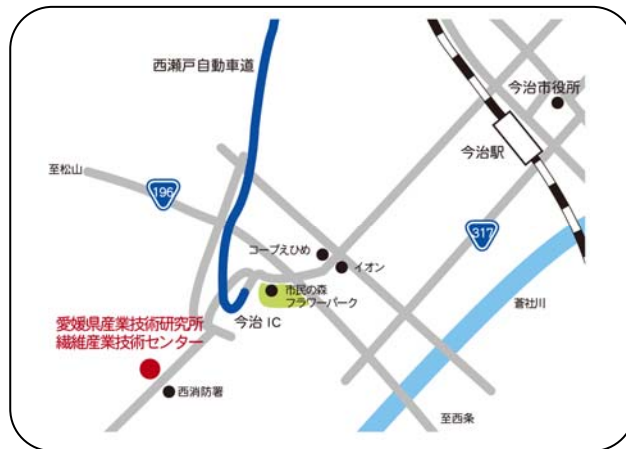 西瀬戸自動車道
今治市役所
今治駅
至松山
196
317
コープえひめ
イオン
市民の森
フラワーパーク
蒼社川
今治 IC
愛媛県産業技術研究所
繊維産業技術センター
西消防署
至西条